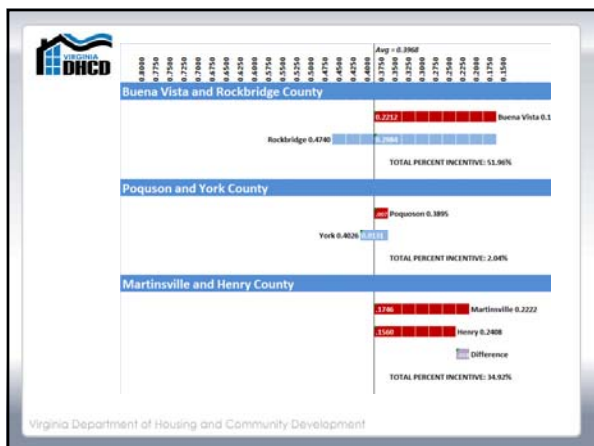 VIRGINIA
DHCD
Avg = 0.3968
0.8000 0.7750 0.7500 0.7250 0.7000 0.6750 0.6500 0.6250 0.6000 0.5750 0.5500 0.5250 0.5000 0.4750 0.4500 0.4250 0.4000 0.3750 0.3500 0.3250 0.3000 0.2750 0.2500 0.2250 0.2000 0.1750 0.1500
Buena Vista and Rockbridge County
0.2212 Buena Vista 0.1
Rockbridge 0.4740 0.2984
TOTAL PERCENT INCENTIVE: 51.96%
Poquson and York County
Poquoson 0.3895
York 0.4026 0.0131
TOTAL PERCENT INCENTIVE: 2.04%
Martinsville and Henry County
.1746 Martinsville 0.2222
.1560 Henry 0.2408
Difference
TOTAL PERCENT INCENTIVE: 34.92%
Virginia Department of Housing and Community Development